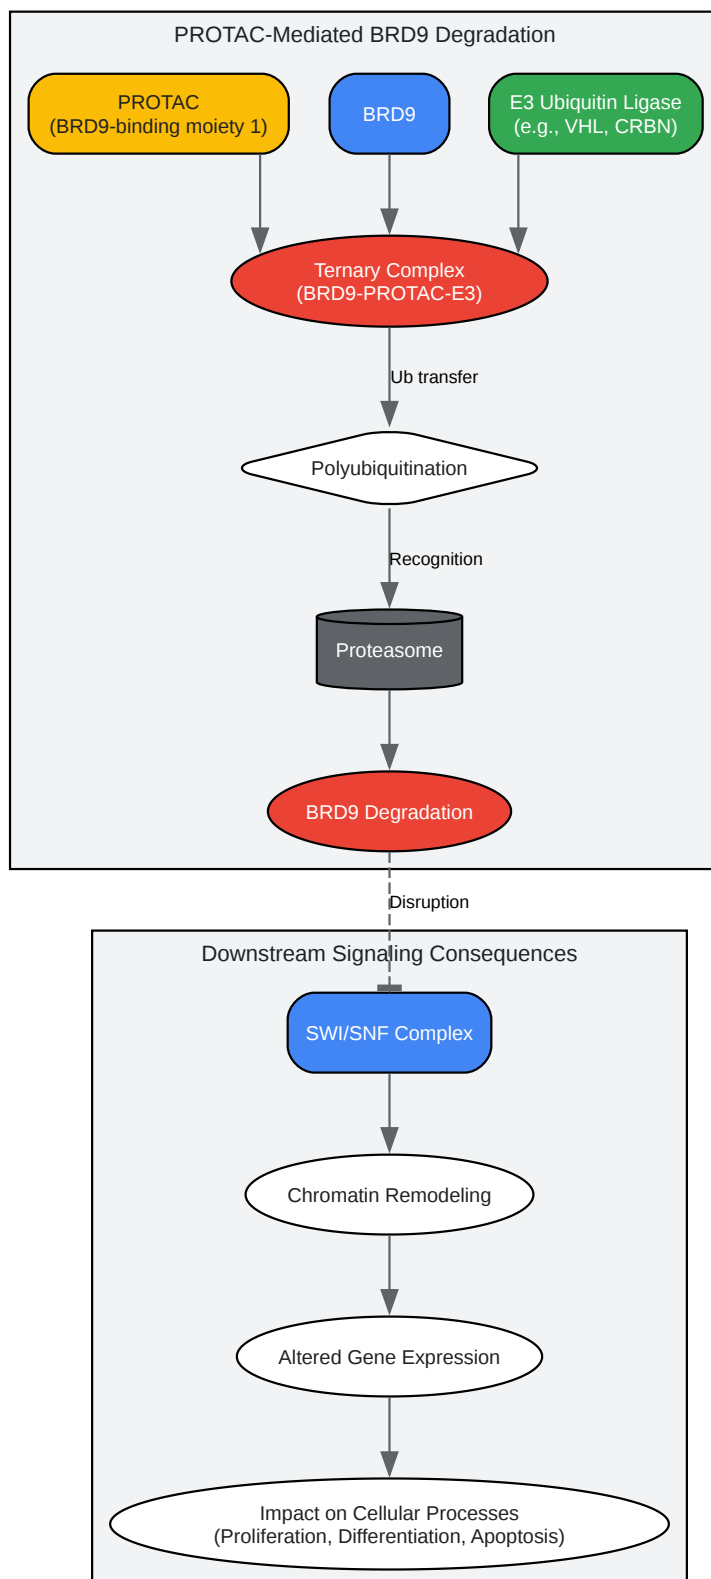 PROTAC-Mediated BRD9 Degradation
PROTAC
(BRD9-binding moiety 1)
BRD9
E3 Ubiquitin Ligase
(e.g., VHL, CRBN)
Ternary Complex
(BRD9-PROTAC-E3)
Ub transfer
Polyubiquitination
Recognition
Proteasome
BRD9 Degradation
Disruption
Downstream Signaling Consequences
SWI/SNF Complex
Chromatin Remodeling
Altered Gene Expression
Impact on Cellular Processes
(Proliferation, Differentiation, Apoptosis)